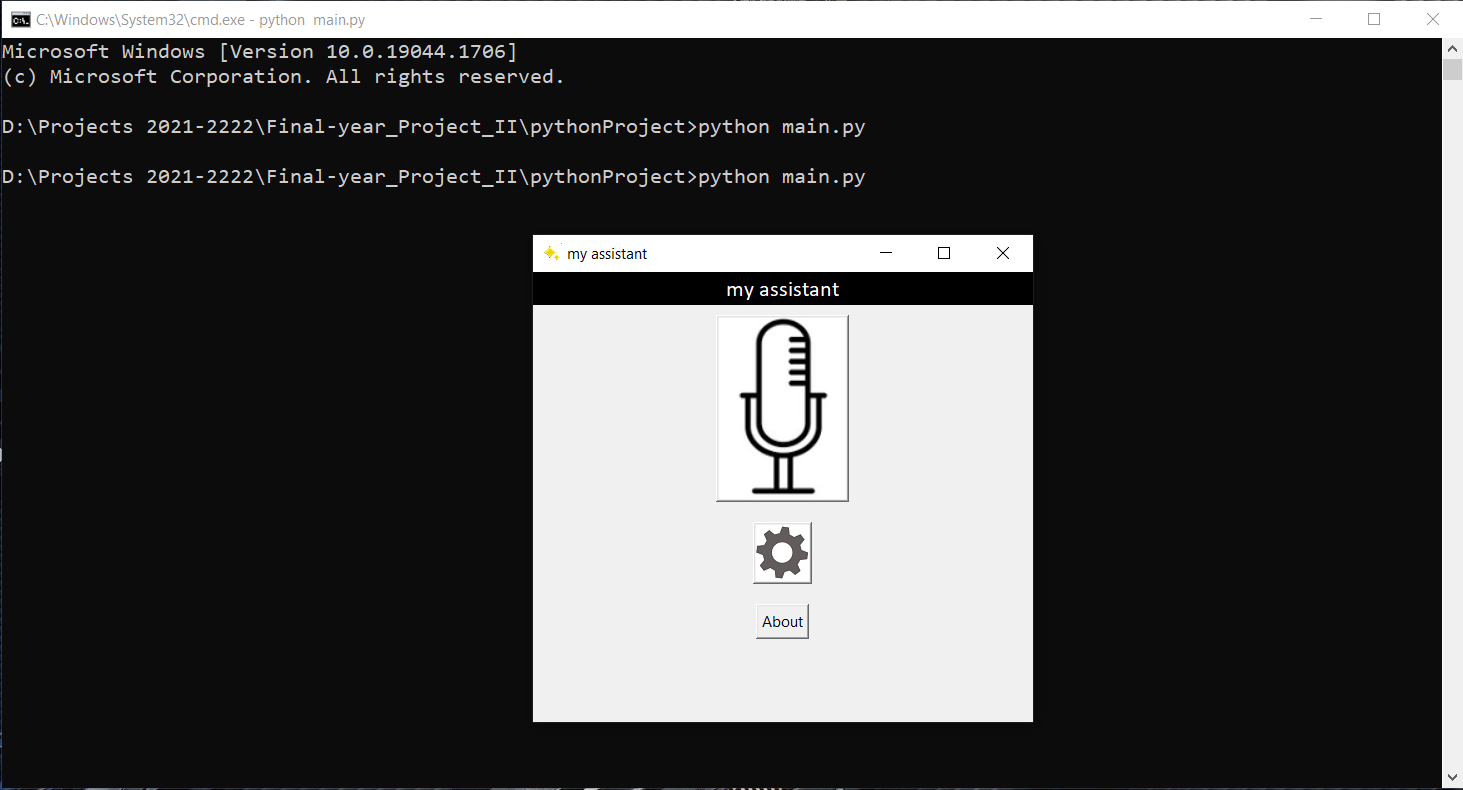 C:\Windows\System32\cmd.exe - python  main.py
Microsoft Windows [Version 10.0.19044.1706]
(c) Microsoft Corporation. All rights reserved.
D:\Projects 2021-2222\Final-year_Project_II\pythonProject>python main.py
D:\Projects 2021-2222\Final-year_Project_II\pythonProject>python main.py
my assistant
my assistant
About